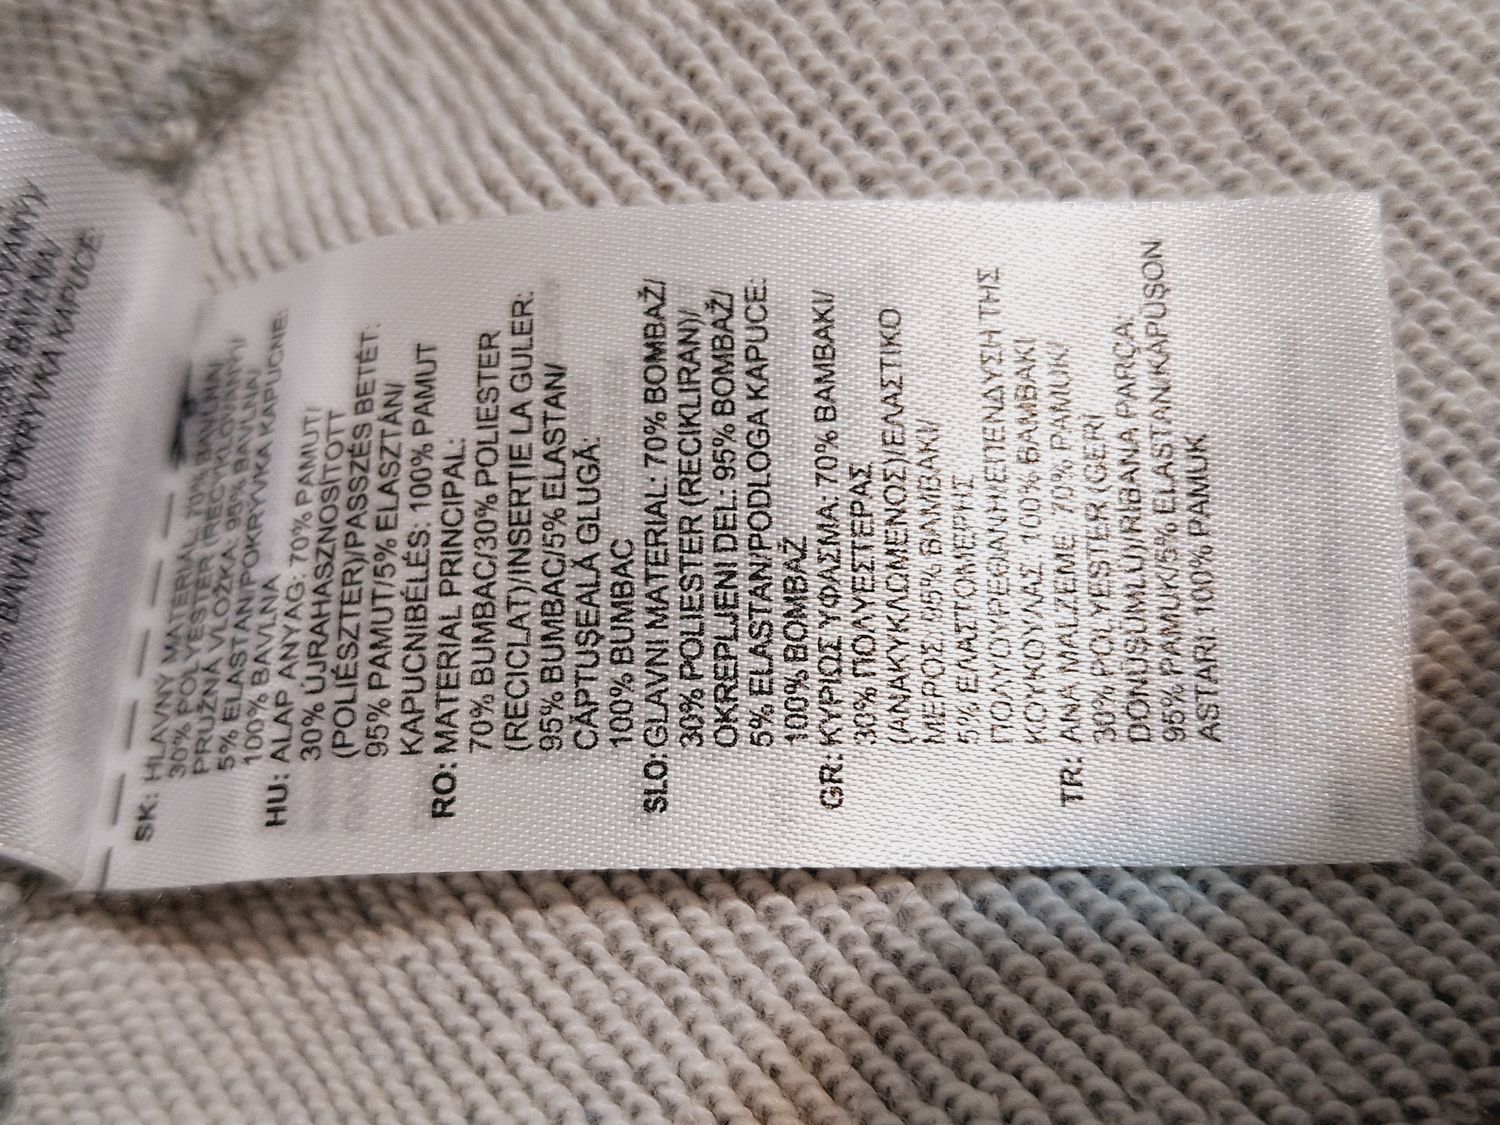 BAVLNA
POKRÝVKA KAPUCE
SK: HLAVNÝ MATERIÁL: 70% BAVLNA/
30% POLYESTER (RECYKLOVANÝ)/
PRUŽNÁ VLOŽKA: 95% BAVLNA/
5% ELASTAN/POKRÝVKA KAPUCNE:
100% BAVLNA
HU: ALAP ANYAG: 70% PAMUT/
30% ÚJRAHASZNOSÍTOTT
(POLIÉSZTER)/PASSZÉS BETÉT:
95% PAMUT/5% ELASZTÁN/
KAPUCNIBÉLÉS: 100% PAMUT
RO: MATERIAL PRINCIPAL:
70% BUMBAC/30% POLIESTER
(RECICLAT)/INSERȚIE LA GULER:
95% BUMBAC/5% ELASTAN/
CĂPTUȘEALĂ GLUGĂ:
100% BUMBAC
SLO: GLAVNI MATERIAL: 70% BOMBAŽ/
30% POLIESTER (RECIKLIRAN)/
OKREPLJENI DEL: 95% BOMBAŽ/
5% ELASTAN/PODLOGA KAPUCE:
100% BOMBAŽ
GR: ΚΥΡΙΩΣ ΥΦΑΣΜΑ: 70% ΒΑΜΒΑΚΙ/
30% ΠΟΛΥΕΣΤΕΡΑΣ
(ΑΝΑΚΥΚΛΩΜΕΝΟΣ)/ΕΛΑΣΤΙΚΟ
ΜΕΡΟΣ: 95% ΒΑΜΒΑΚΙ/
5% ΕΛΑΣΤΟΜΕΡΗΣ
ΠΟΛΥΟΥΡΕΘΑΝΗ/ΕΠΕΝΔΥΣΗ ΤΗΣ
ΚΟΥΚΟΥΛΑΣ: 100% ΒΑΜΒΑΚΙ
TR: ANA MALZEME: 70% PAMUK/
30% POLYESTER (GERİ
DÖNÜŞÜMLÜ)/RİBANA PARÇA:
95% PAMUK/5% ELASTAN/KAPÜŞON
ASTARI: 100% PAMUK